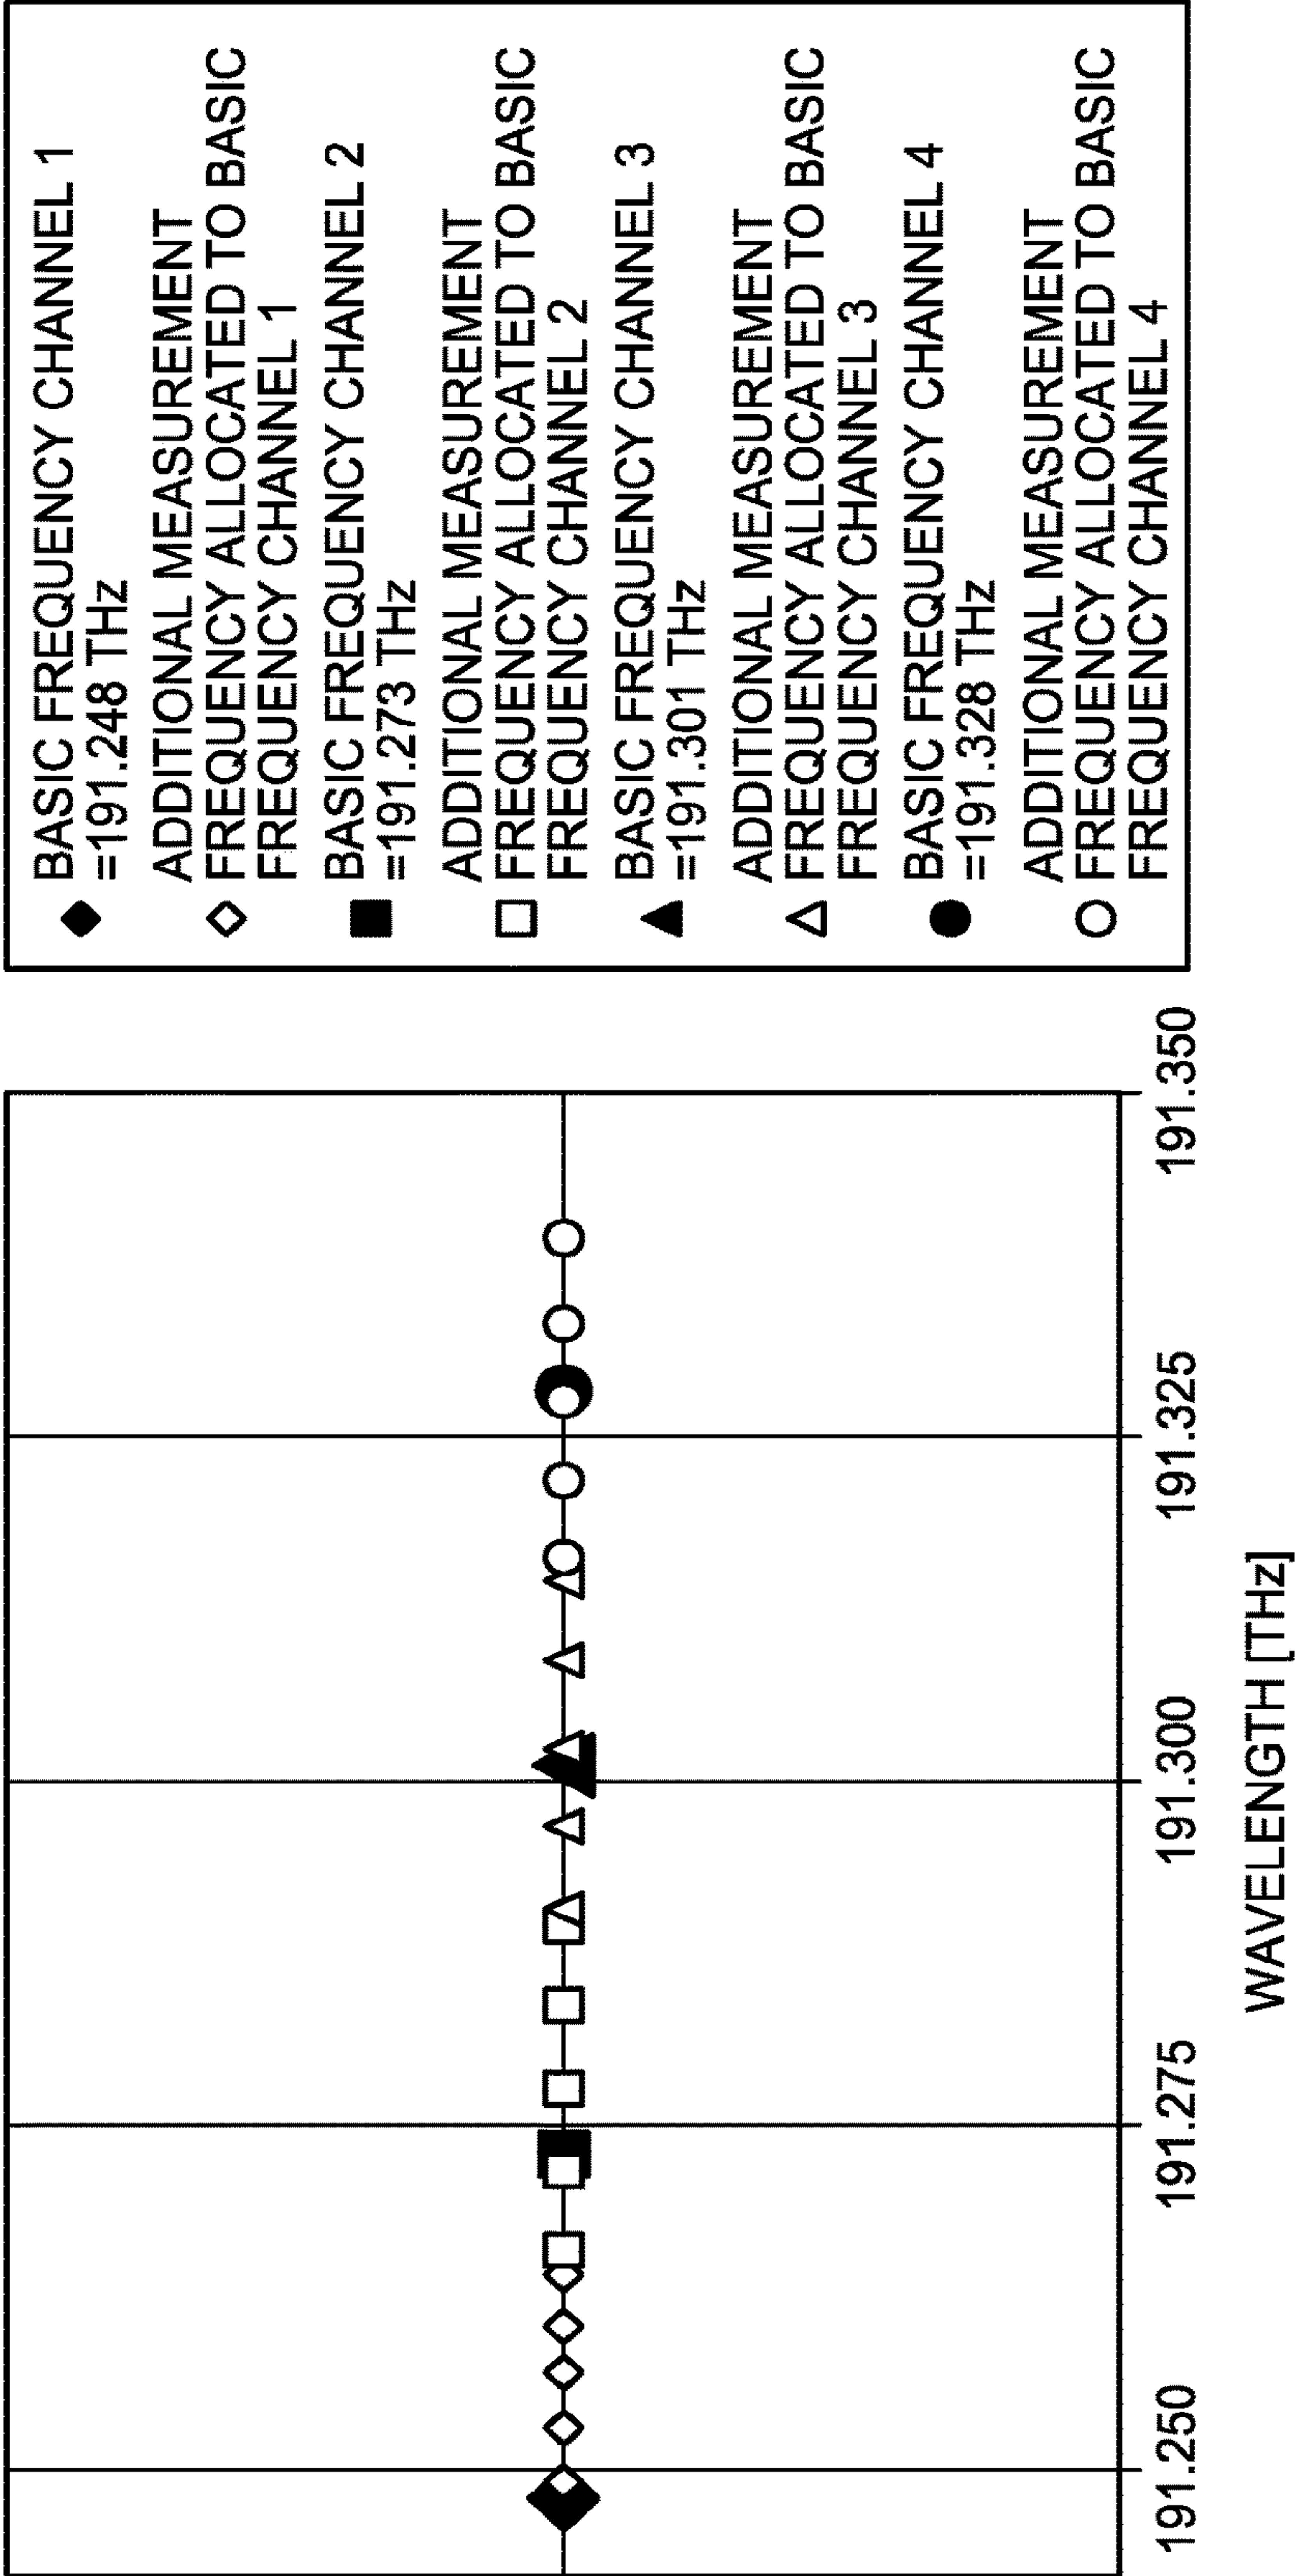 191.250
191.275
191.300
191.325
191.350
WAVELENGTH [THz]
BASIC FREQUENCY CHANNEL 1
=191.248 THz
ADDITIONAL MEASUREMENT
FREQUENCY ALLOCATED TO BASIC
FREQUENCY CHANNEL 1
BASIC FREQUENCY CHANNEL 2
=191.273 THz
ADDITIONAL MEASUREMENT
FREQUENCY ALLOCATED TO BASIC
FREQUENCY CHANNEL 2
BASIC FREQUENCY CHANNEL 3
=191.301 THz
ADDITIONAL MEASUREMENT
FREQUENCY ALLOCATED TO BASIC
FREQUENCY CHANNEL 3
BASIC FREQUENCY CHANNEL 4
=191.328 THz
ADDITIONAL MEASUREMENT
FREQUENCY ALLOCATED TO BASIC
FREQUENCY CHANNEL 4